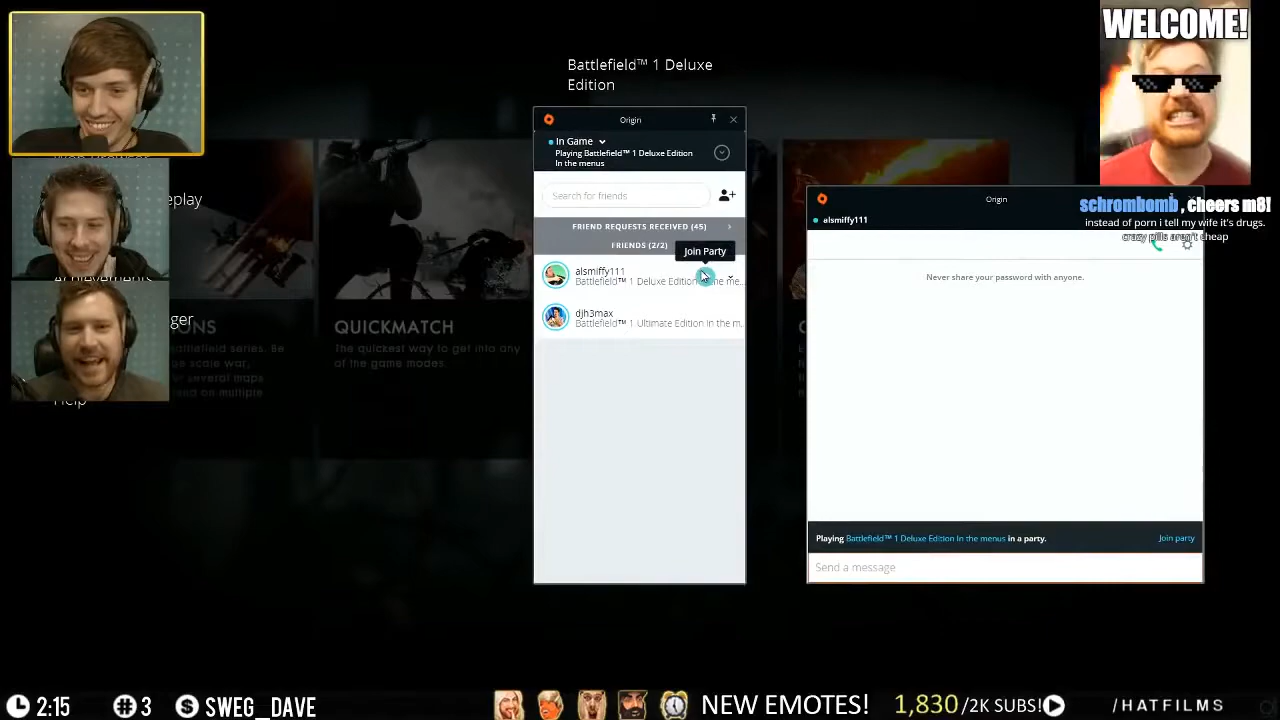 WELCOME!
Battlefield™ 1 Deluxe
Edition
Origin
In Game
Playing Battlefield™ 1 Deluxe Edition
In the menus
Search for friends
FRIEND REQUESTS RECEIVED (45)
FRIENDS (2/2)
Join Party
alsmiffy111
Battlefield™ 1 Deluxe Edition
djh3max
Battlefield™ 1 Ultimate Edition In the m...
Origin
alsmiffy111
schrombomb , cheers m8!
instead of porn i tell my wife it's drugs.
crazy pills aren't cheap
Never share your password with anyone.
Playing Battlefield™ 1 Deluxe Edition In the menus in a party.
Join party
Send a message
Achievements
Help
QUICKMATCH
The quickest way to get into any
of the game modes.
2:15
#3
SWEG_DAVE
NEW EMOTES!
1,830/2K SUBS!
/HATFILMS